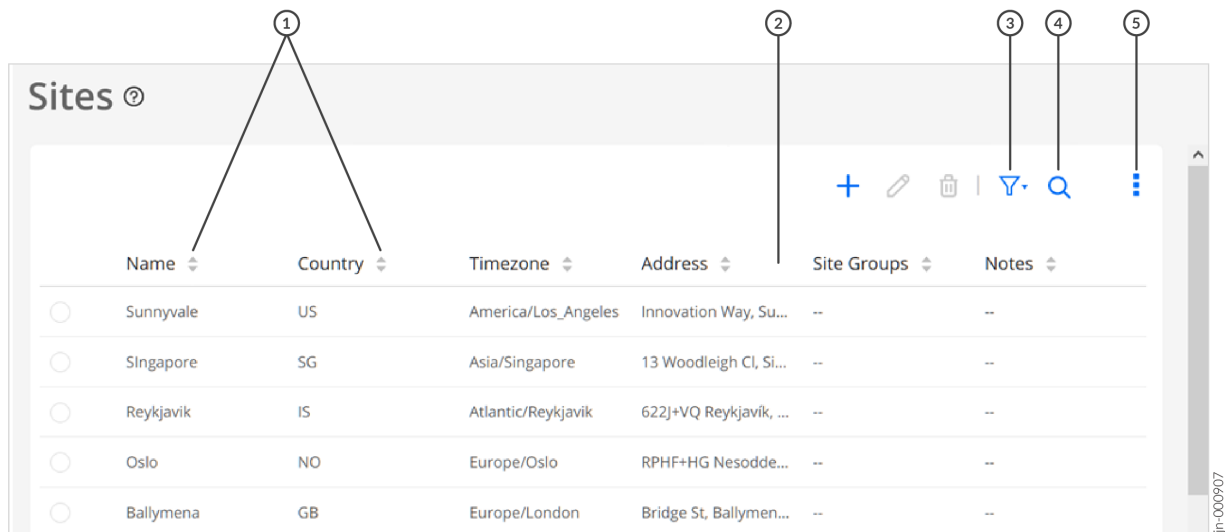 1 2 3 4 5
Sites ?
Name Country Timezone Address Site Groups Notes
Sunnyvale US America/Los_Angeles Innovation Way, Su... -- --
SIngapore SG Asia/Singapore 13 Woodleigh Cl, Si... -- --
Reykjavik IS Atlantic/Reykjavik 622J+VQ Reykjavík, ... -- --
Oslo NO Europe/Oslo RPHF+HG Nesodde... -- --
Ballymena GB Europe/London Bridge St, Ballymen... -- --
in-000907